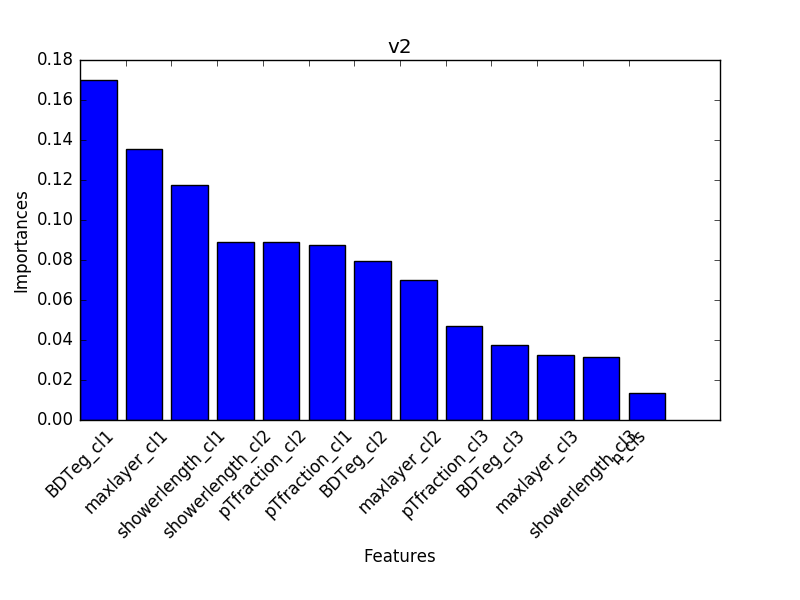 v2
0.18
0.16
0.14
0.12
0.10
0.08
0.06
0.04
0.02
0.00
Importances
BDTeg_cl1
maxlayer_cl1
showerlength_cl1
showerlength_cl2
pTfraction_cl2
pTfraction_cl1
BDTeg_cl2
maxlayer_cl2
pTfraction_cl3
BDTeg_cl3
maxlayer_cl3
showerlength_cl3
n_cls
Features